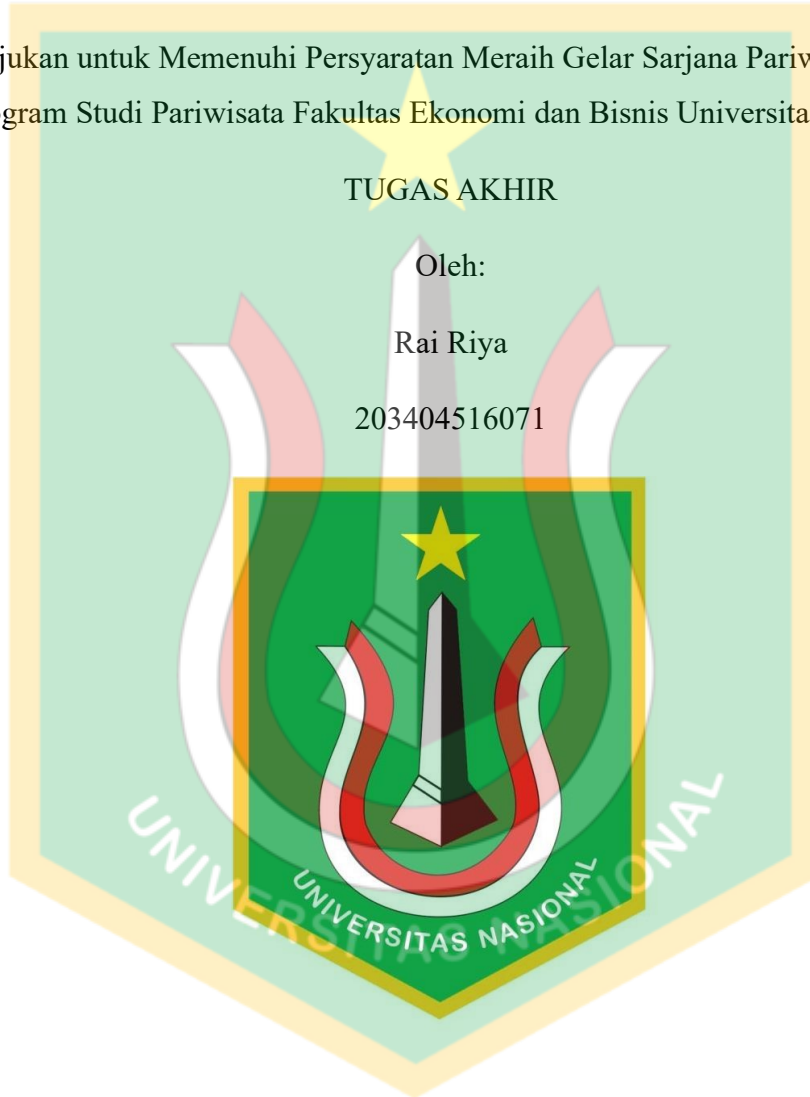 jukan untuk Memenuhi Persyaratan Meraih Gelar Sarjana Pariw
gram Studi Pariwisata Fakultas Ekonomi dan Bisnis Universita
TUGAS AKHIR
Oleh:
Rai Riya
203404516071
UNIVERSITAS NASIONAL
UNIVERSITAS NASIONAL